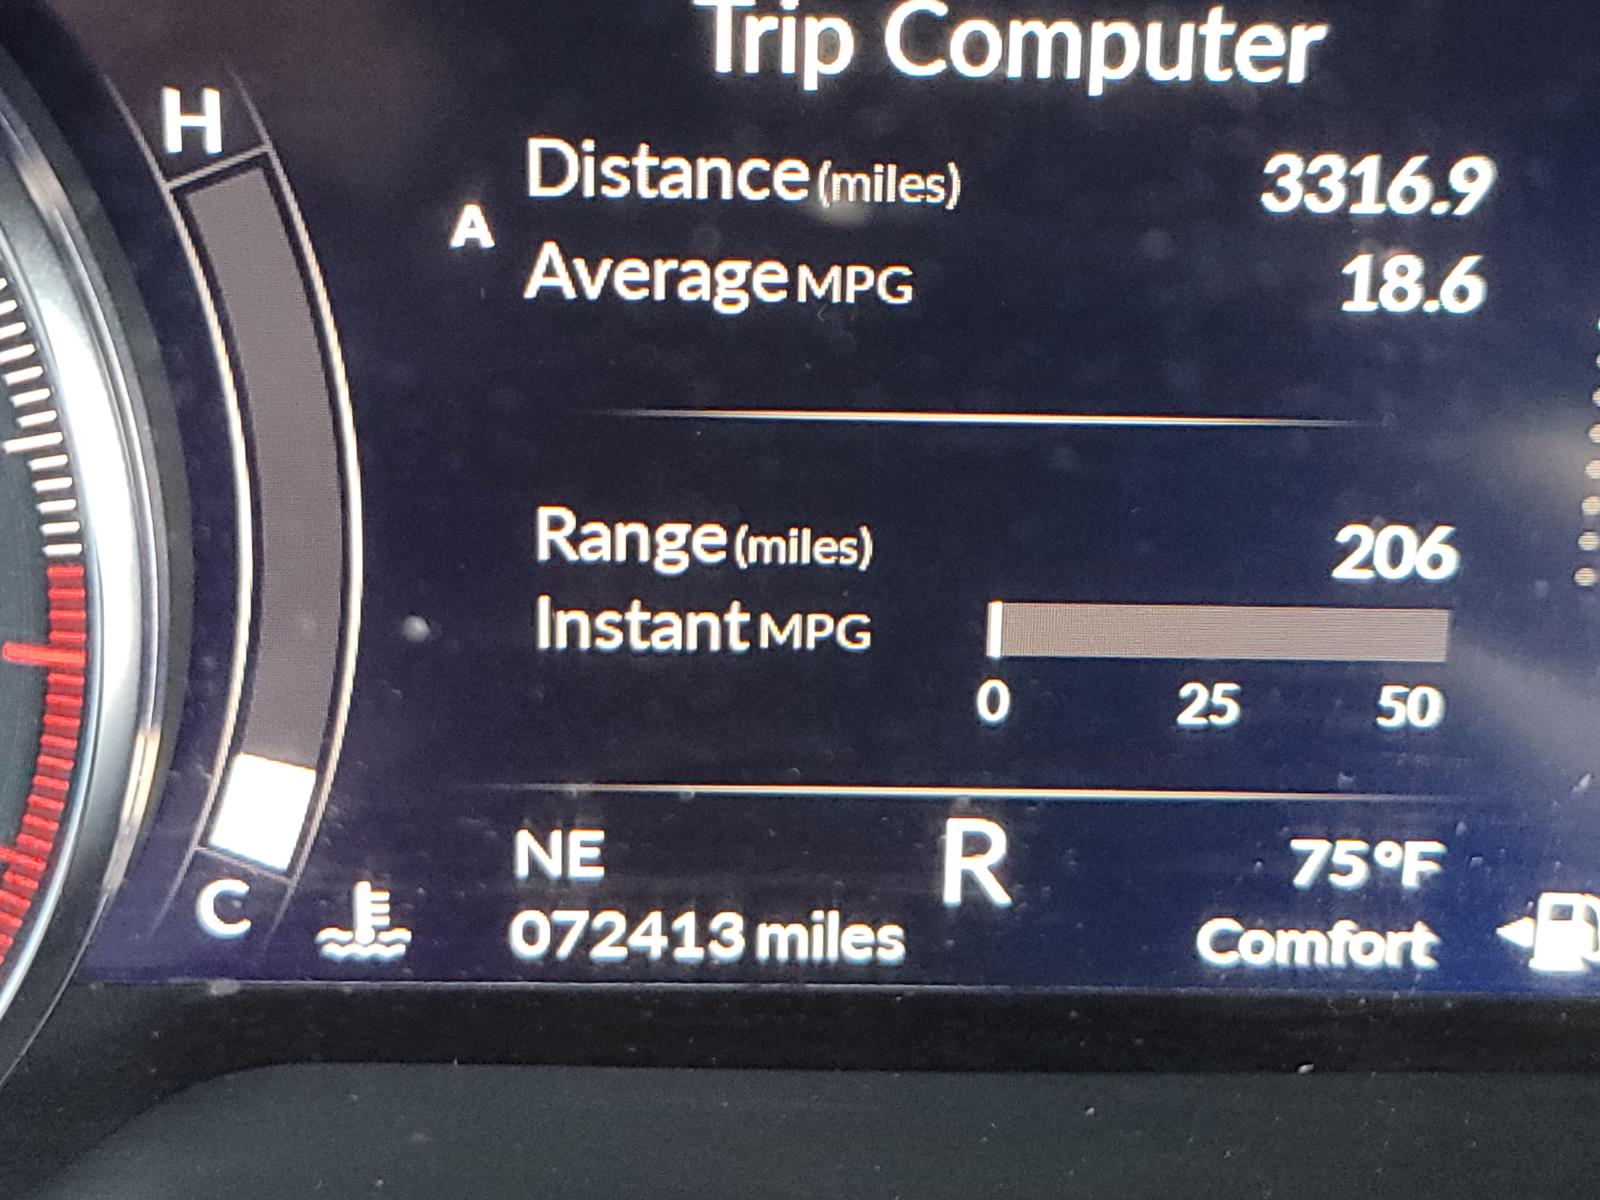 Trip Computer
H
Distance (miles) 3316.9
A
Average MPG 18.6
Range (miles) 206
Instant MPG
0 25 50
NE R 75°F
C
072413 miles Comfort